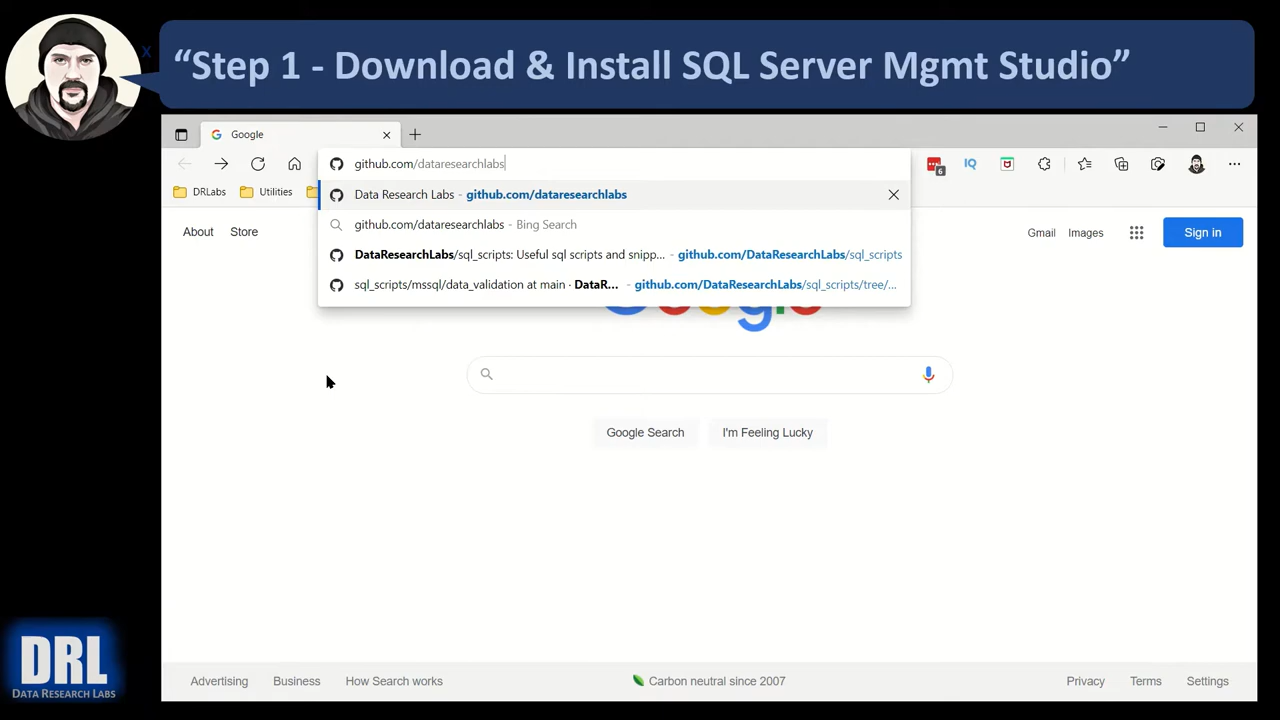 x
“Step 1 - Download & Install SQL Server Mgmt Studio”
Google
github.com/dataresearchlabs
6
IQ
DRLabs
Utilities
Data Research Labs - github.com/dataresearchlabs
github.com/dataresearchlabs - Bing Search
DataResearchLabs/sql_scripts: Useful sql scripts and snipp... - github.com/DataResearchLabs/sql_scripts
sql_scripts/mssql/data_validation at main · DataR... - github.com/DataResearchLabs/sql_scripts/tree/...
About Store
Gmail Images Sign in
Google
Google Search I'm Feeling Lucky
Advertising Business How Search works Carbon neutral since 2007 Privacy Terms Settings
DRL
DATA RESEARCH LABS